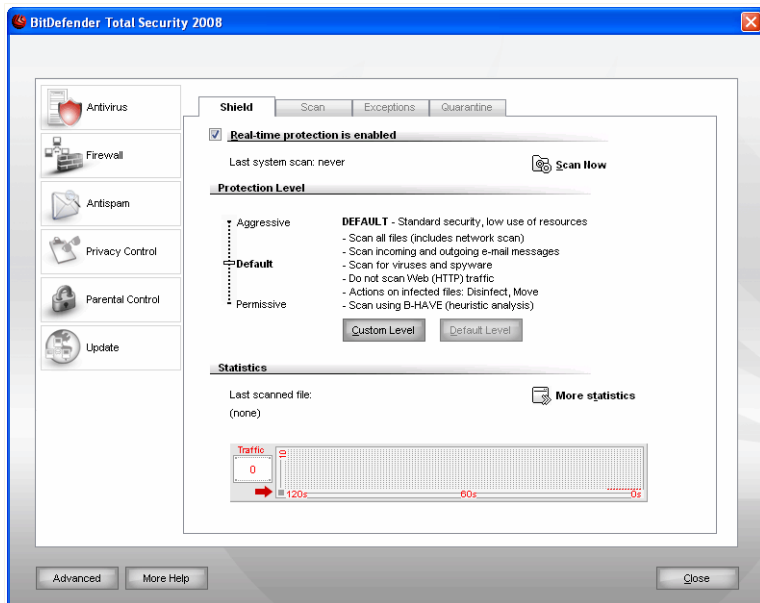 BitDefender Total Security 2008
Antivirus
Firewall
Antispam
Privacy Control
Parental Control
Update
Shield
Scan
Exceptions
Quarantine
Real-time protection is enabled
Last system scan: never
Scan Now
Protection Level
Aggressive
Default
Permissive
DEFAULT - Standard security, low use of resources
- Scan all files (includes network scan)
- Scan incoming and outgoing e-mail messages
- Scan for viruses and spyware
- Do not scan Web (HTTP) traffic
- Actions on infected files: Disinfect, Move
- Scan using B-HAVE (heuristic analysis)
Custom Level
Default Level
Statistics
Last scanned file:
(none)
More statistics
Traffic
0
10
120s
60s
0s
Advanced
More Help
Close